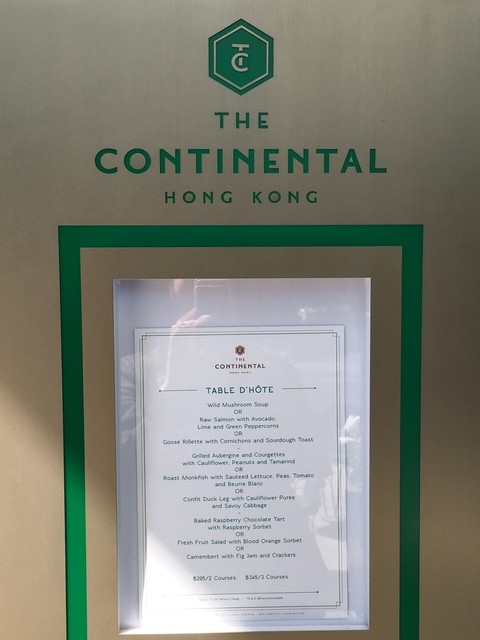 TC
THE
CONTINENTAL
HONG KONG
THE
CONTINENTAL
HONG KONG
TABLE D'HÔTE
Wild Mushroom Soup
OR
Raw Salmon with Avocado,
Lime and Green Peppercorns
OR
Goose Rillette with Cornichons and Sourdough Toast
-
Grilled Aubergine and Courgettes
with Cauliflower, Peanuts and Tamarind
OR
Roast Monkfish with Sauteed Lettuce, Peas, Tomato
and Beurre Blanc
OR
Confit Duck Leg with Cauliflower Puree
and Savoy Cabbage
-
Baked Raspberry Chocolate Tart
with Raspberry Sorbet
OR
Fresh Fruit Salad with Blood Orange Sorbet
OR
Camembert with Fig Jam and Crackers
$295/2 Courses $345/3 Courses